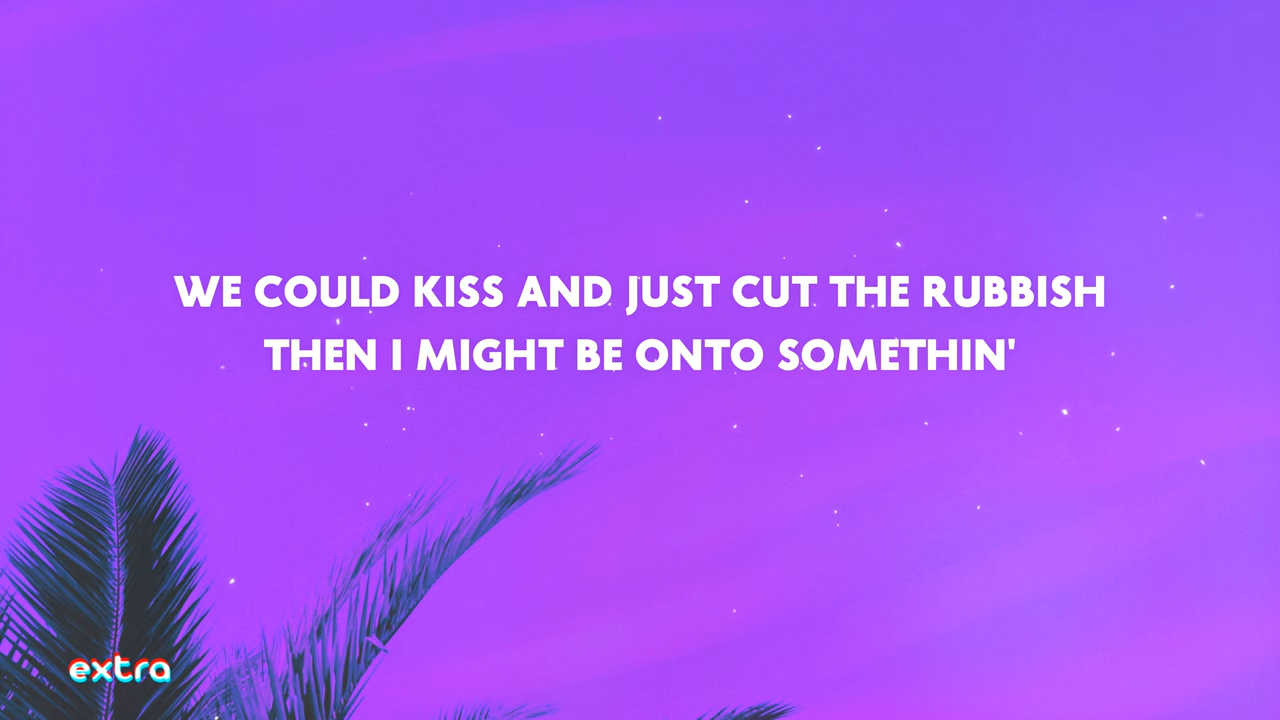 WE COULD KISS AND JUST CUT THE RUBBISH
THEN I MIGHT BE ONTO SOMETHIN'
extra